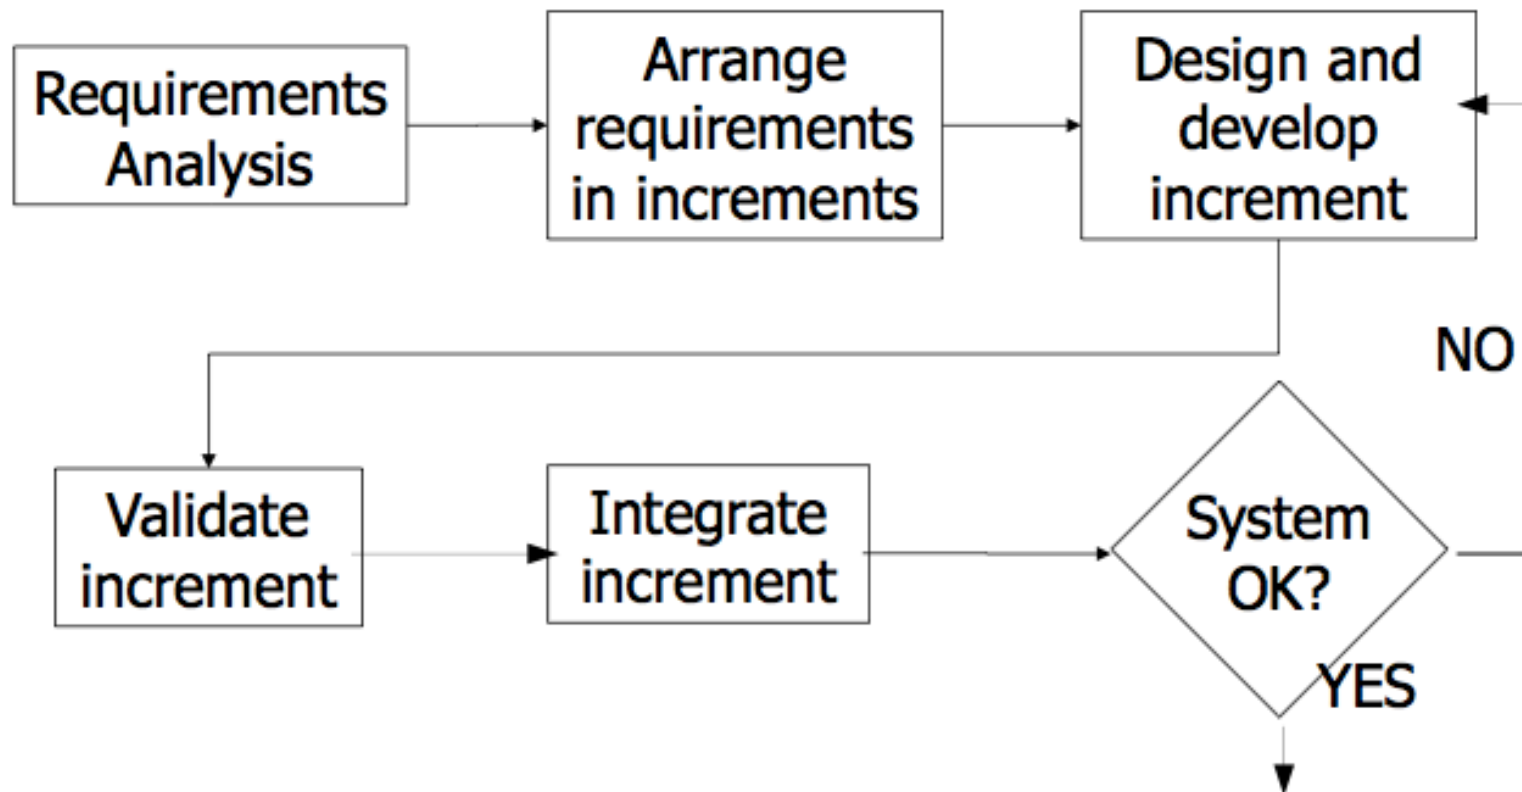 Requirements
Analysis
Arrange
requirements
in increments
Design and
develop
increment
NO
Validate
increment
Integrate
increment
System
OK?
YES